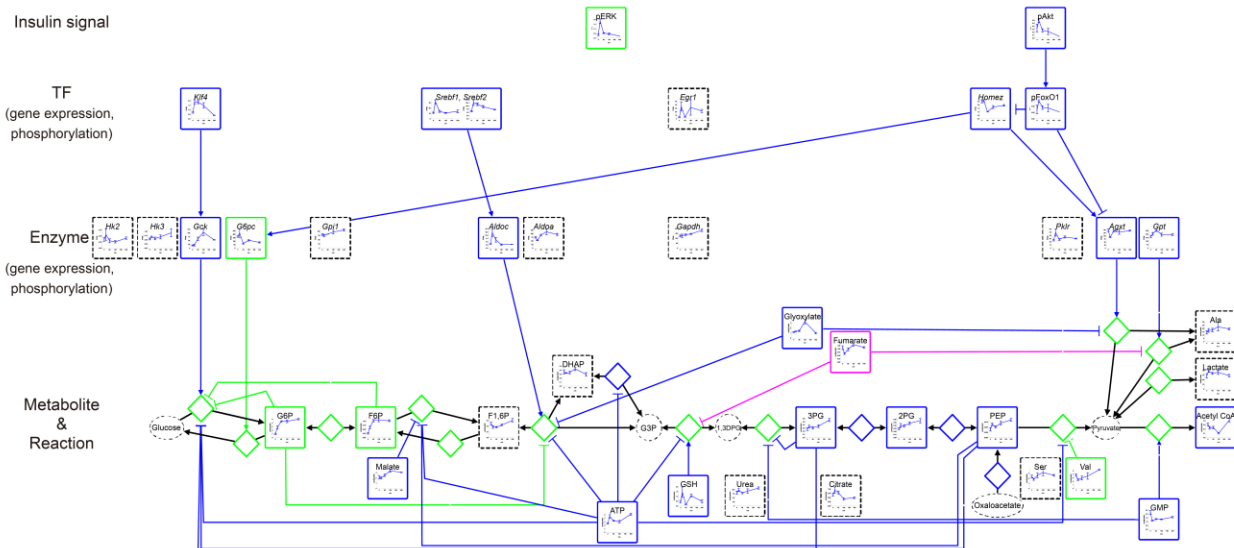 Insulin signal
pERK
pAkt
TF
(gene expression,
phosphorylation)
Klf4
Srebf1, Srebf2
Egr1
Homez
pFoxO1
Enzyme
(gene expression,
phosphorylation)
Hk2
Hk3
Gck
G6pc
Gpi1
Aldoc
Aldoa
Gapdh
Pklr
Agxt
Gpt
Glyoxylate
Fumarate
Ala
DHAP
Lactate
Metabolite
&
Reaction
Glucose
G6P
F6P
F1,6P
G3P
1,3DPG
3PG
2PG
PEP
Pyruvate
Acetyl CoA
Malate
GSH
Urea
Citrate
Ser
Val
Oxaloacetate
ATP
GMP